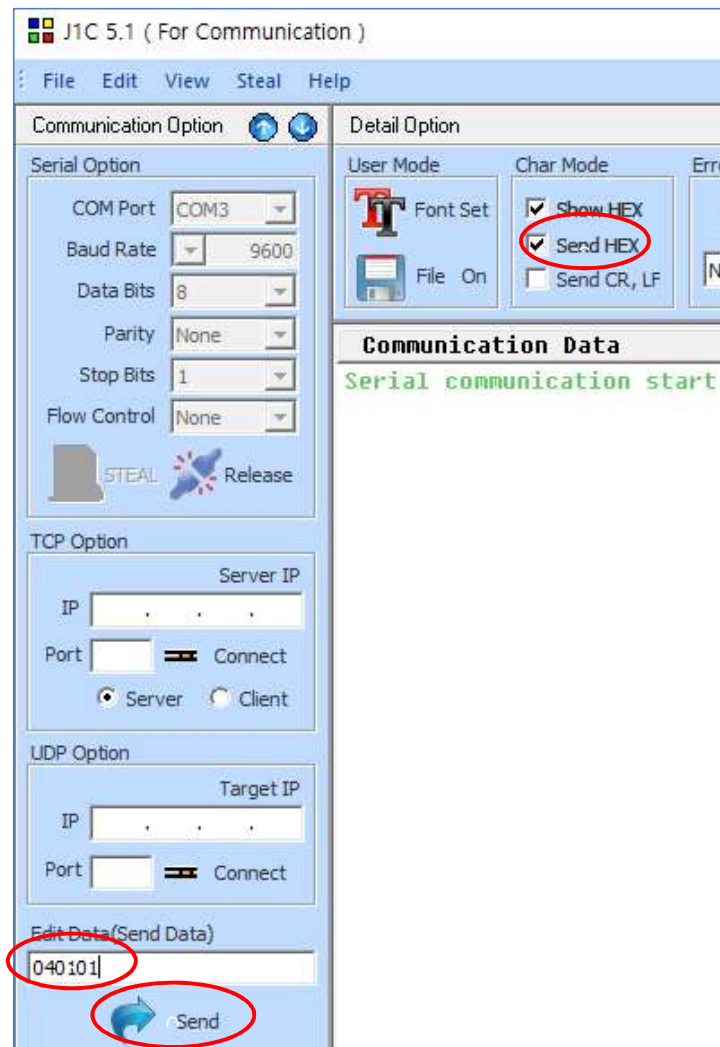 J1C 5.1 ( For Communication )
File Edit View Steal Help
Communication Option
Serial Option
COM Port COM3
Baud Rate 9600
Data Bits 8
Parity None
Stop Bits 1
Flow Control None
STEAL Release
TCP Option
Server IP
IP . . .
Port Connect
Server Client
UDP Option
Target IP
IP . . .
Port Connect
Edit Data(Send Data)
040101
Send
Detail Option
User Mode
Font Set
File On
Char Mode
Show HEX
Send HEX
Send CR, LF
Erro
N
Communication Data
Serial communication start